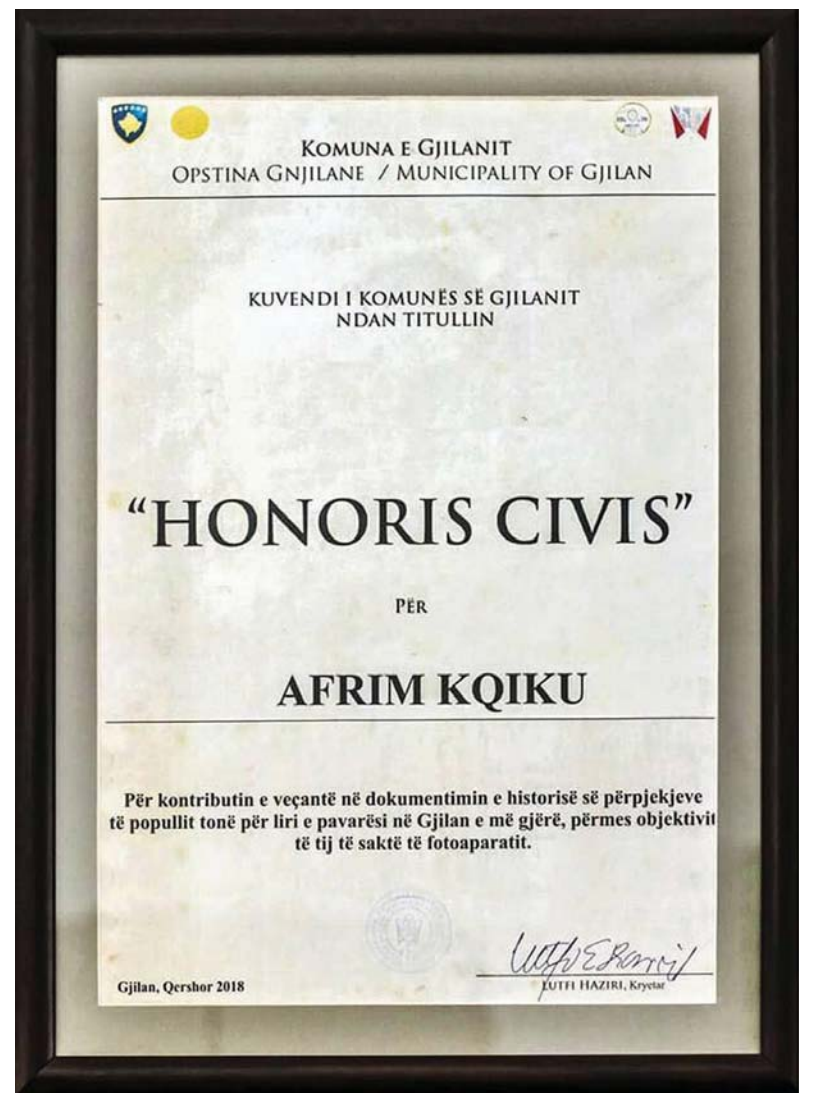 KOMUNA E GJILANIT
OPSTINA GNJILANE / MUNICIPALITY OF GJILAN
KUVENDI I KOMUNËS SË GJILANIT
NDAN TITULLIN
“HONORIS CIVIS”
PËR
AFRIM KQIKU
Për kontributin e veçantë në dokumentimin e historisë së përpjekjeve
të popullit tonë për liri e pavarësi në Gjilan e më gjërë, përmes objektivit
të tij të saktë të fotoaparatit.
Gjilan, Qershor 2018
LUTFI HAZIRI, Kryetar